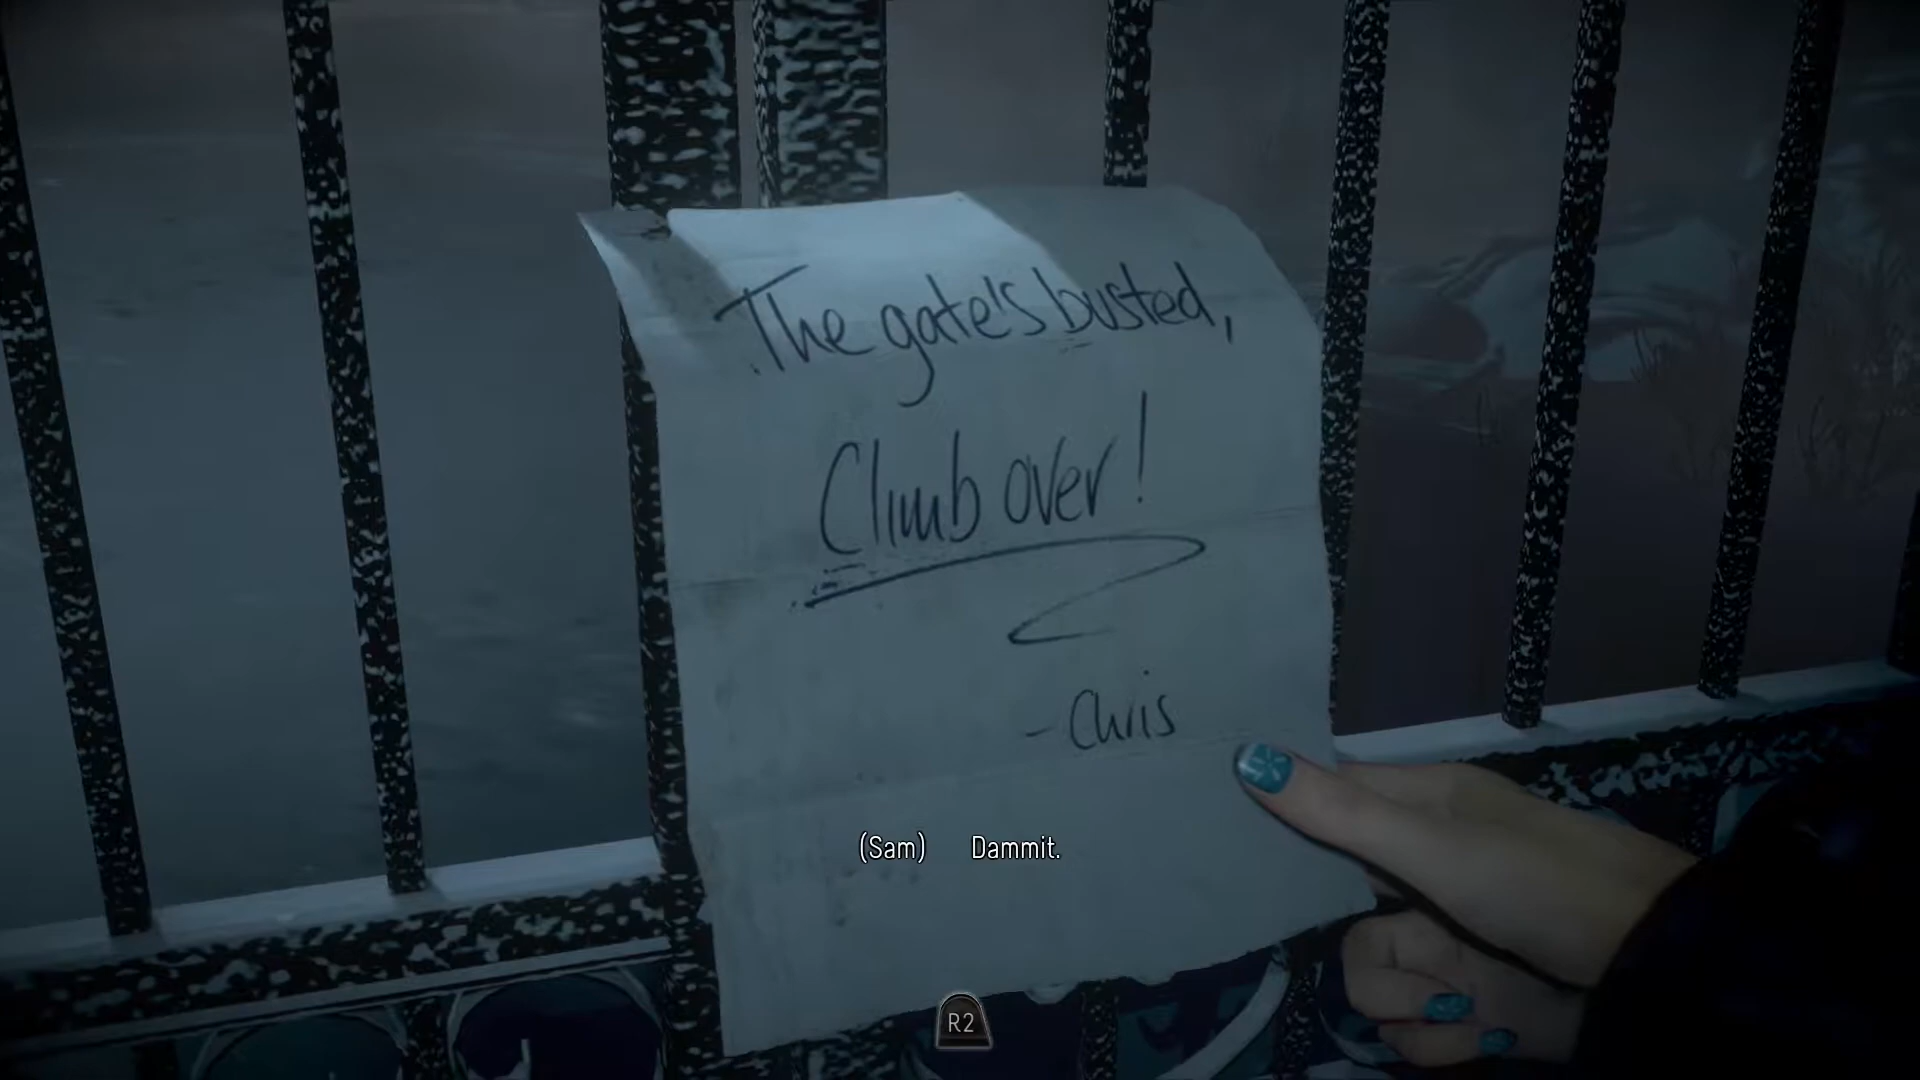 The gate's busted,
Climb over!
- Chris
(Sam) Dammit.
R2